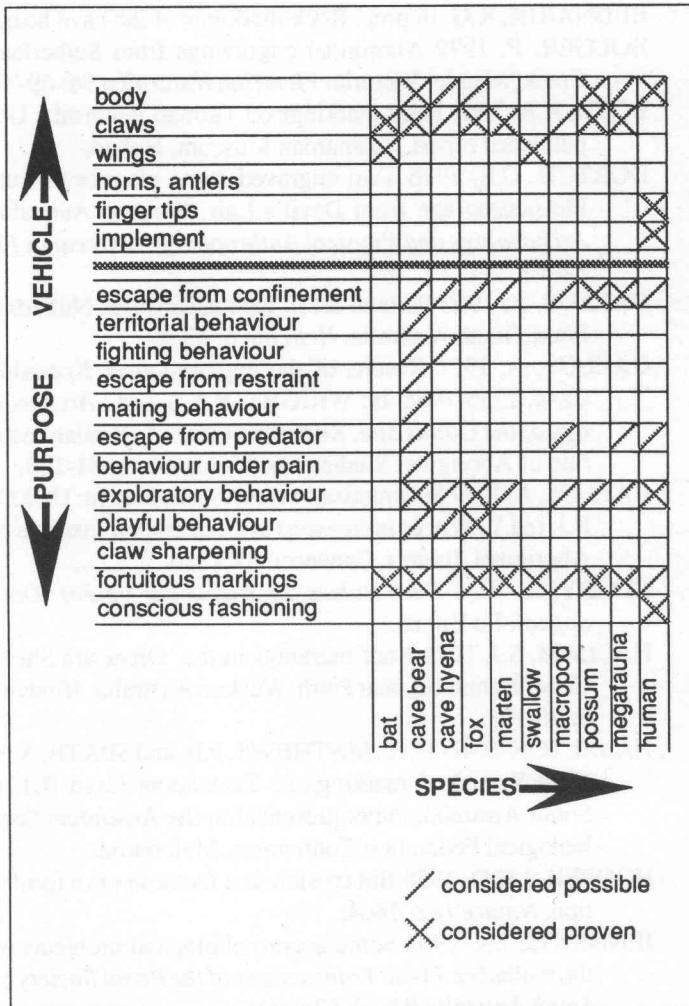 body
claws
wings
horns, antlers
finger tips
implement
VEHICLE
escape from confinement
territorial behaviour
fighting behaviour
escape from restraint
mating behaviour
escape from predator
behaviour under pain
exploratory behaviour
playful behaviour
claw sharpening
fortuitous markings
conscious fashioning
PURPOSE
bat
cave bear
cave hyena
fox
marten
swallow
macropod
possum
megafauna
human
SPECIES
considered possible
considered proven